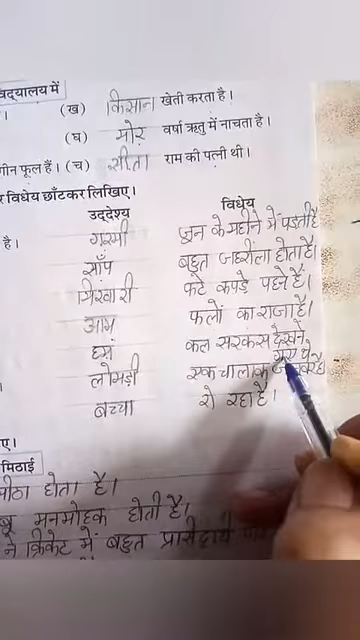 विद्यालय में
(ख) किसान खेती करता है।
(घ) मोर वर्षा ऋतु में नाचता है।
गीन फूल हैं। (च) सीता राम की पत्नी थी।
र विधेय छाँटकर लिखिए।
उद्देश्य विधेय
है। गरमी जून के महीने में पड़ती है
साँप बहुत जहरीला होता है।
भिखारी फटे कपड़े पहने हैं।
आम फलों का राजा है।
हम कल सरकस देखने
गए थे
लोमड़ी एक चालाक है
बच्चा रो रहा है।
ए।
मिठाई
मीठा होता है।
बू मनमोहक होती है।
ने क्रिकेट में बहुत